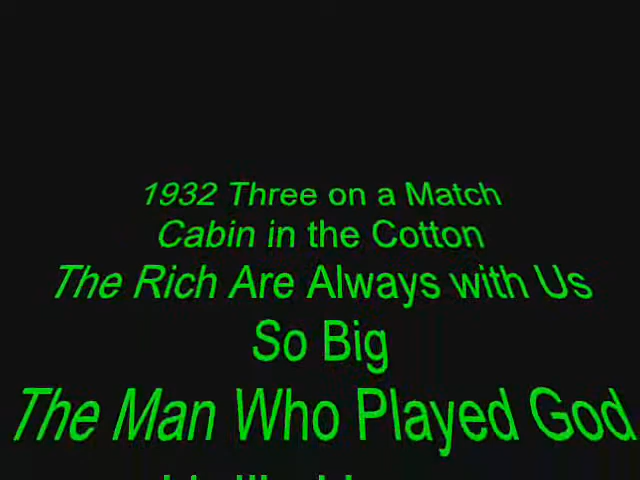 1932 Three on a Match
Cabin in the Cotton
The Rich Are Always with Us
So Big
The Man Who Played God